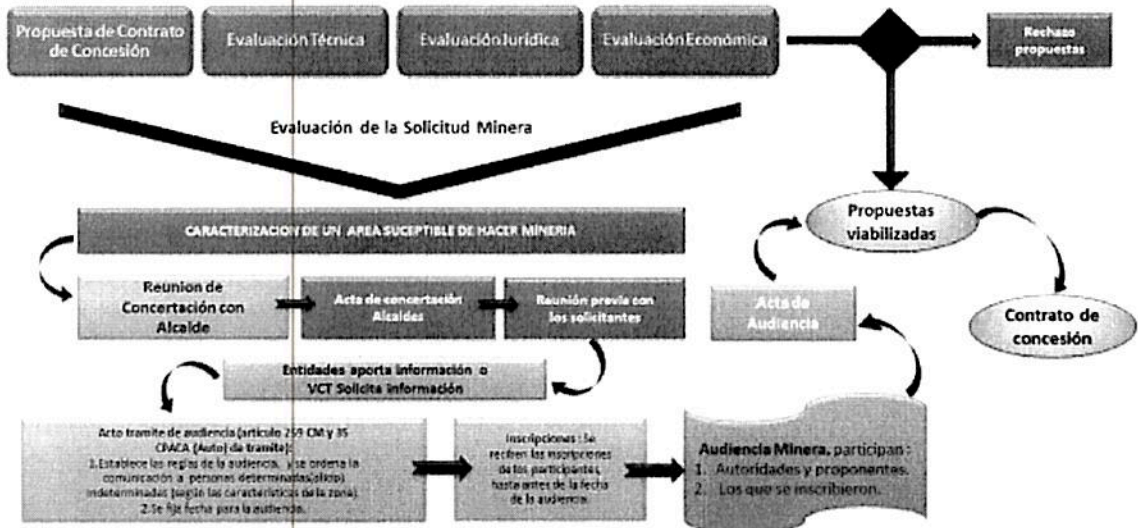 Propuesta de Contrato
de Concesión
Evaluación Técnica
Evaluación Jurídica
Evaluación Económica
Rechazo
propuestas
Evaluación de la Solicitud Minera
CARACTERIZACION DE UN AREA SUCEPTIBLE DE HACER MINERIA
Propuestas
viabilizadas
Reunion de
Concertación con
Alcalde
Acta de concertación
Alcaldes
Reunión previa con
los solicitantes
Acta de
Audiencia
Contrato de
concesión
Entidades aporta información o
VCT Solicita información
Acto tramite de audiencia (artículo 259 CM y 35
CPACA (Auto) de tramite):
1.Establece las reglas de la audiencia, y se ordena la
comunicación a personas determinadas
indeterminadas (según las características de la zona)
2.Se fija fecha para la audiencia.
Inscripciones: Se
reciben las inscripciones
de los participantes,
hasta antes de la fecha
de la audiencia.
Audiencia Minera, participan:
1. Autoridades y proponentes.
2. Los que se inscribieron.